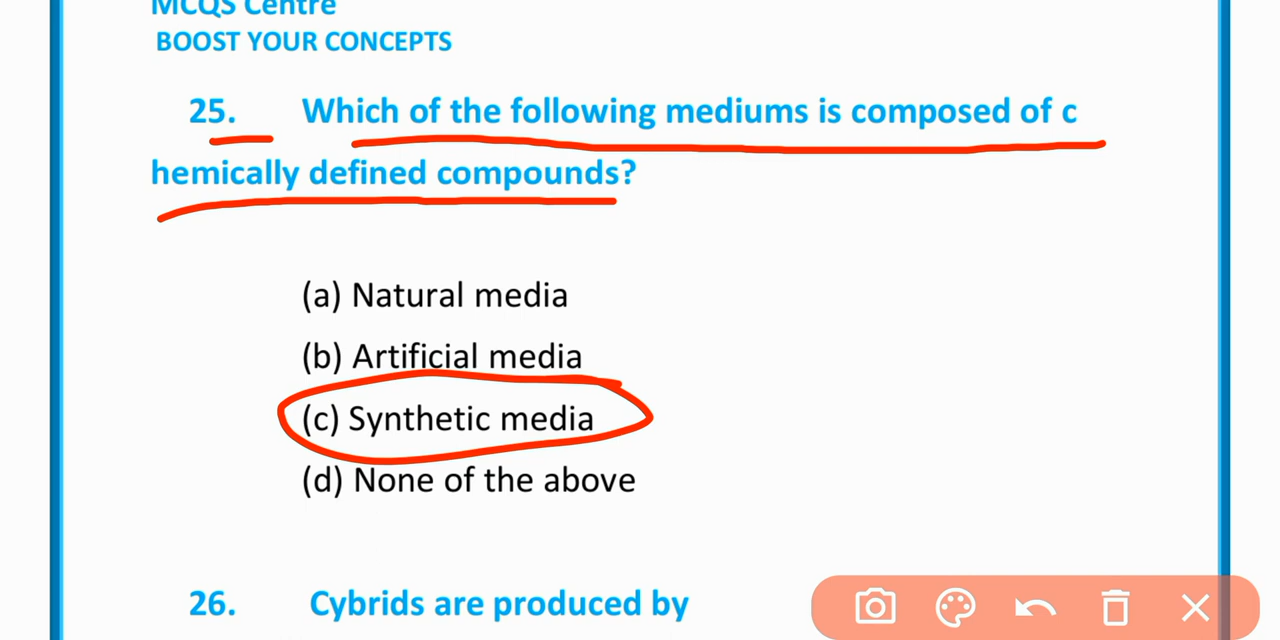 MCQS Centre
BOOST YOUR CONCEPTS
25. Which of the following mediums is composed of c
hemically defined compounds?
(a) Natural media
(b) Artificial media
(c) Synthetic media
(d) None of the above
26. Cybrids are produced by